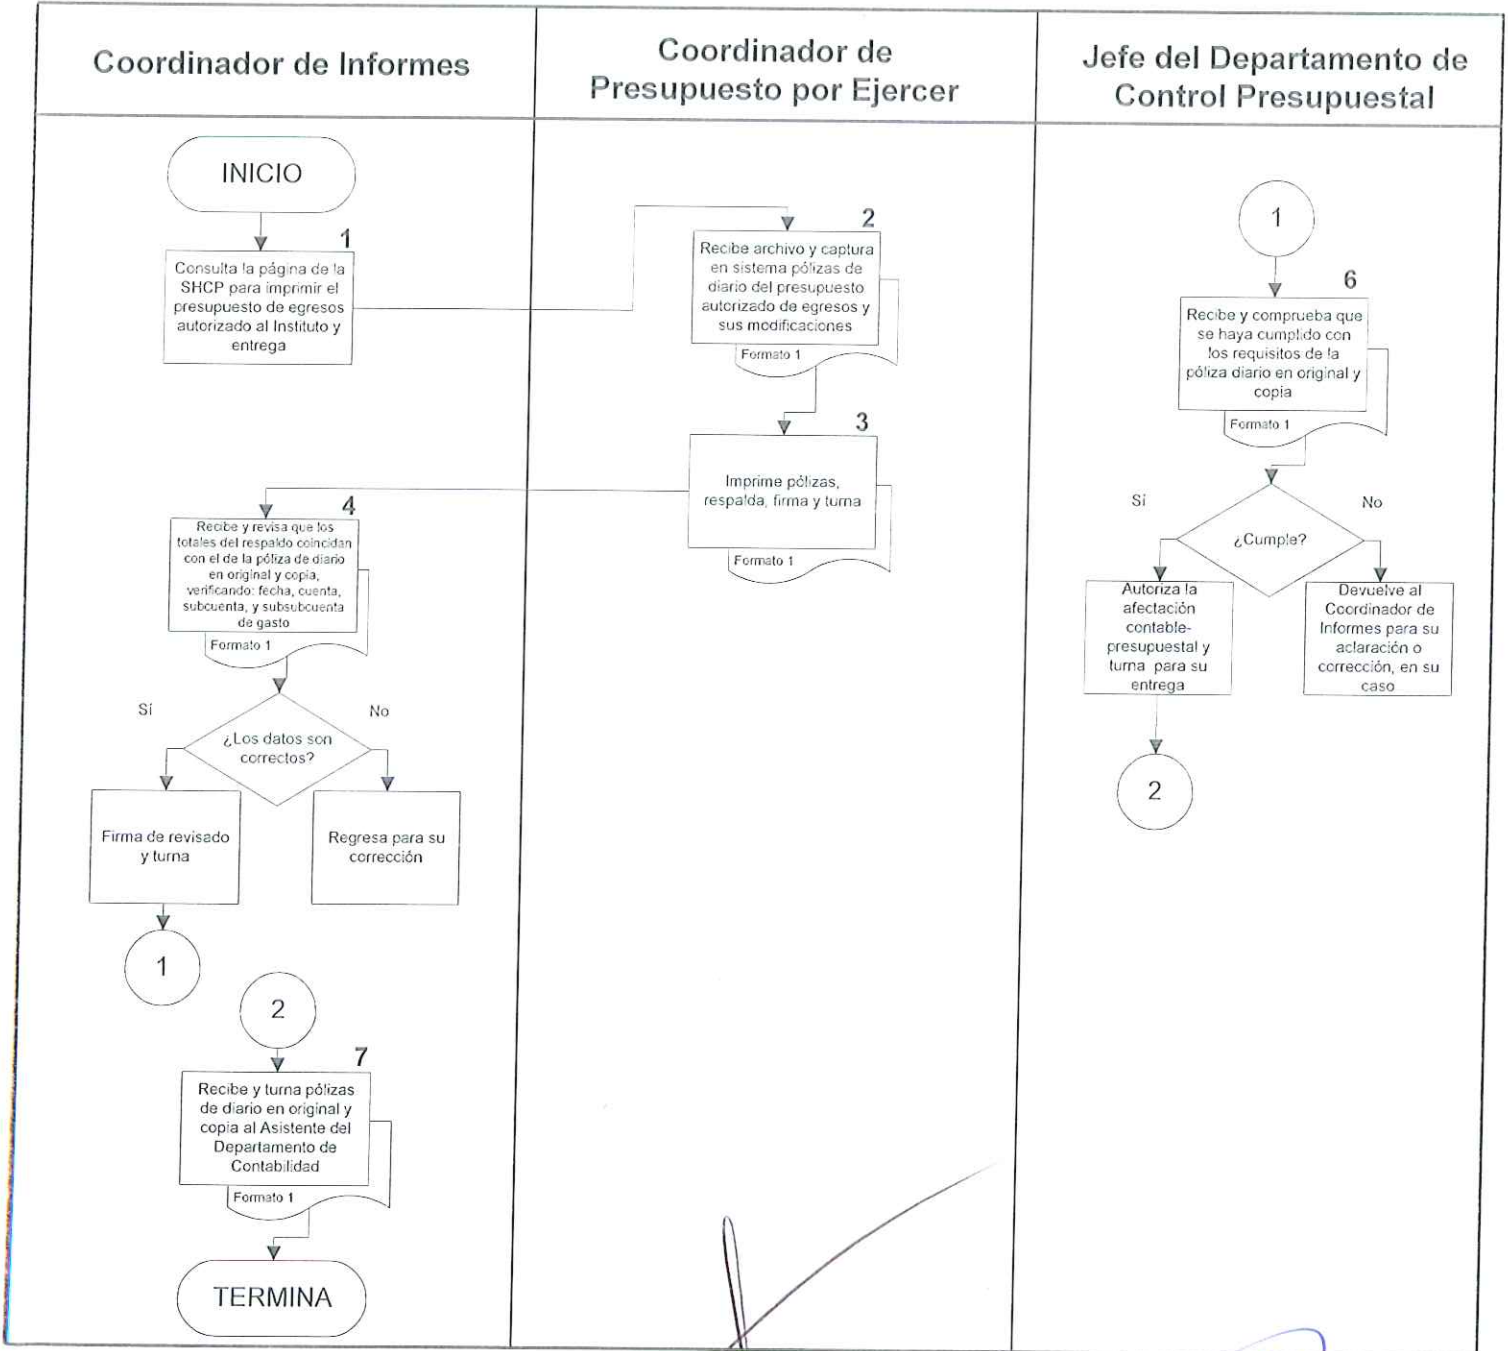 Coordinador de Informes
Coordinador de
Presupuesto por Ejercer
Jefe del Departamento de
Control Presupuestal
INICIO
1
Consulta la página de la
SHCP para imprimir el
presupuesto de egresos
autorizado al Instituto y
entrega
2
Recibe archivo y captura
en sistema pólizas de
diario del presupuesto
autorizado de egresos y
sus modificaciones
Formato 1
3
Imprime pólizas,
respalda, firma y turna
Formato 1
4
Recibe y revisa que los
totales del respaldo coincidan
con el de la póliza de diario
en original y copia,
verificando: fecha, cuenta,
subcuenta, y subsubcuenta
de gasto
Formato 1
Sí
No
¿Los datos son
correctos?
Firma de revisado
y turna
Regresa para su
corrección
1
1
6
Recibe y comprueba que
se haya cumplido con
los requisitos de la
póliza diario en original y
copia
Formato 1
Sí
No
¿Cumple?
Autoriza la
afectación
contable-
presupuestal y
turna para su
entrega
Devuelve al
Coordinador de
Informes para su
aclaración o
corrección, en su
caso
2
2
7
Recibe y turna pólizas
de diario en original y
copia al Asistente del
Departamento de
Contabilidad
Formato 1
TERMINA